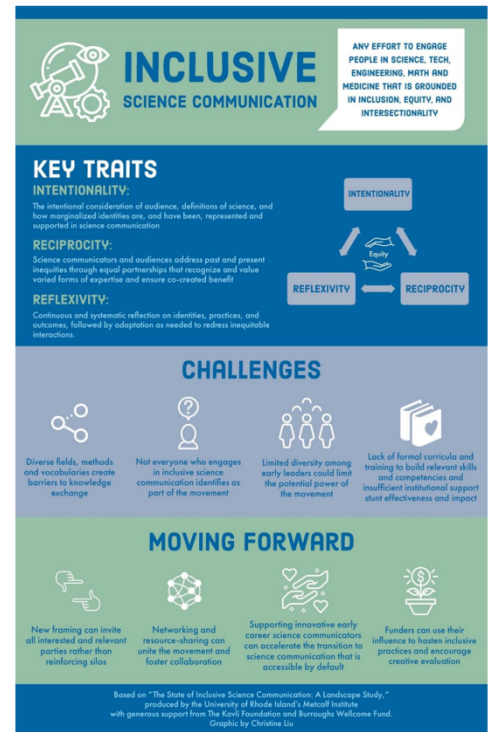 INCLUSIVE
SCIENCE COMMUNICATION
ANY EFFORT TO ENGAGE
PEOPLE IN SCIENCE, TECH,
ENGINEERING, MATH AND
MEDICINE THAT IS GROUNDED
IN INCLUSION, EQUITY, AND
INTERSECTIONALITY
KEY TRAITS
INTENTIONALITY:
The intentional consideration of audience, definitions of science, and
how marginalized identities are, and have been, represented and
supported in science communication
RECIPROCITY:
Science communicators and audiences address past and present
inequities through equal partnerships that recognize and value
varied forms of expertise and ensure co-created benefit
REFLEXIVITY:
Continuous and systematic reflection on identities, practices, and
outcomes, followed by adaptation as needed to redress inequitable
interactions.
INTENTIONALITY
Equity
REFLEXIVITY
RECIPROCITY
CHALLENGES
Diverse fields, methods
and vocabularies create
barriers to knowledge
exchange
Not everyone who engages
in inclusive science
communication identifies as
part of the movement
Limited diversity among
early leaders could limit
the potential power of
the movement
Lack of formal curricula and
training to build relevant skills
and competencies and
insufficient institutional support
stunt effectiveness and impact
MOVING FORWARD
New framing can invite
all interested and relevant
parties rather than
reinforcing silos
Networking and
resource-sharing can
unite the movement and
foster collaboration
Supporting innovative early
career science communicators
can accelerate the transition to
science communication that is
accessible by default
Funders can use their
influence to hasten inclusive
practices and encourage
creative evaluation
Based on "The State of Inclusive Science Communication: A Landscape Study,"
produced by the University of Rhode Island's Metcalf Institute
with generous support from The Kavli Foundation and Burroughs Wellcome Fund.
Graphic by Christine Liu